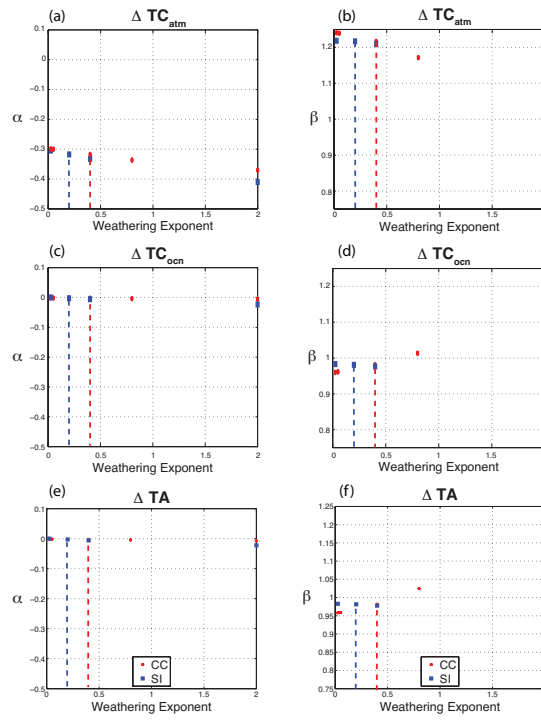 (a) Δ TC_atm
0.1
0
−0.1
−0.2
−0.3
−0.4
−0.5
α
0 0.5 1 1.5 2
Weathering Exponent
(b) Δ TC_atm
1.2
1.1
1
0.9
0.8
β
0 0.5 1 1.5
Weathering Exponent
(c) Δ TC_ocn
0.1
0
−0.1
−0.2
−0.3
−0.4
−0.5
α
0 0.5 1 1.5 2
Weathering Exponent
(d) Δ TC_ocn
1.2
1.1
1
0.9
0.8
β
0 0.5 1 1.5
Weathering Exponent
(e) Δ TA
0.1
0
−0.1
−0.2
−0.3
−0.4
−0.5
α
CC
SI
0 0.5 1 1.5 2
Weathering Exponent
(f) Δ TA
1.25
1.2
1.15
1.1
1.05
1
0.95
0.9
0.85
0.8
0.75
β
CC
SI
0 0.5 1 1.5
Weathering Exponent